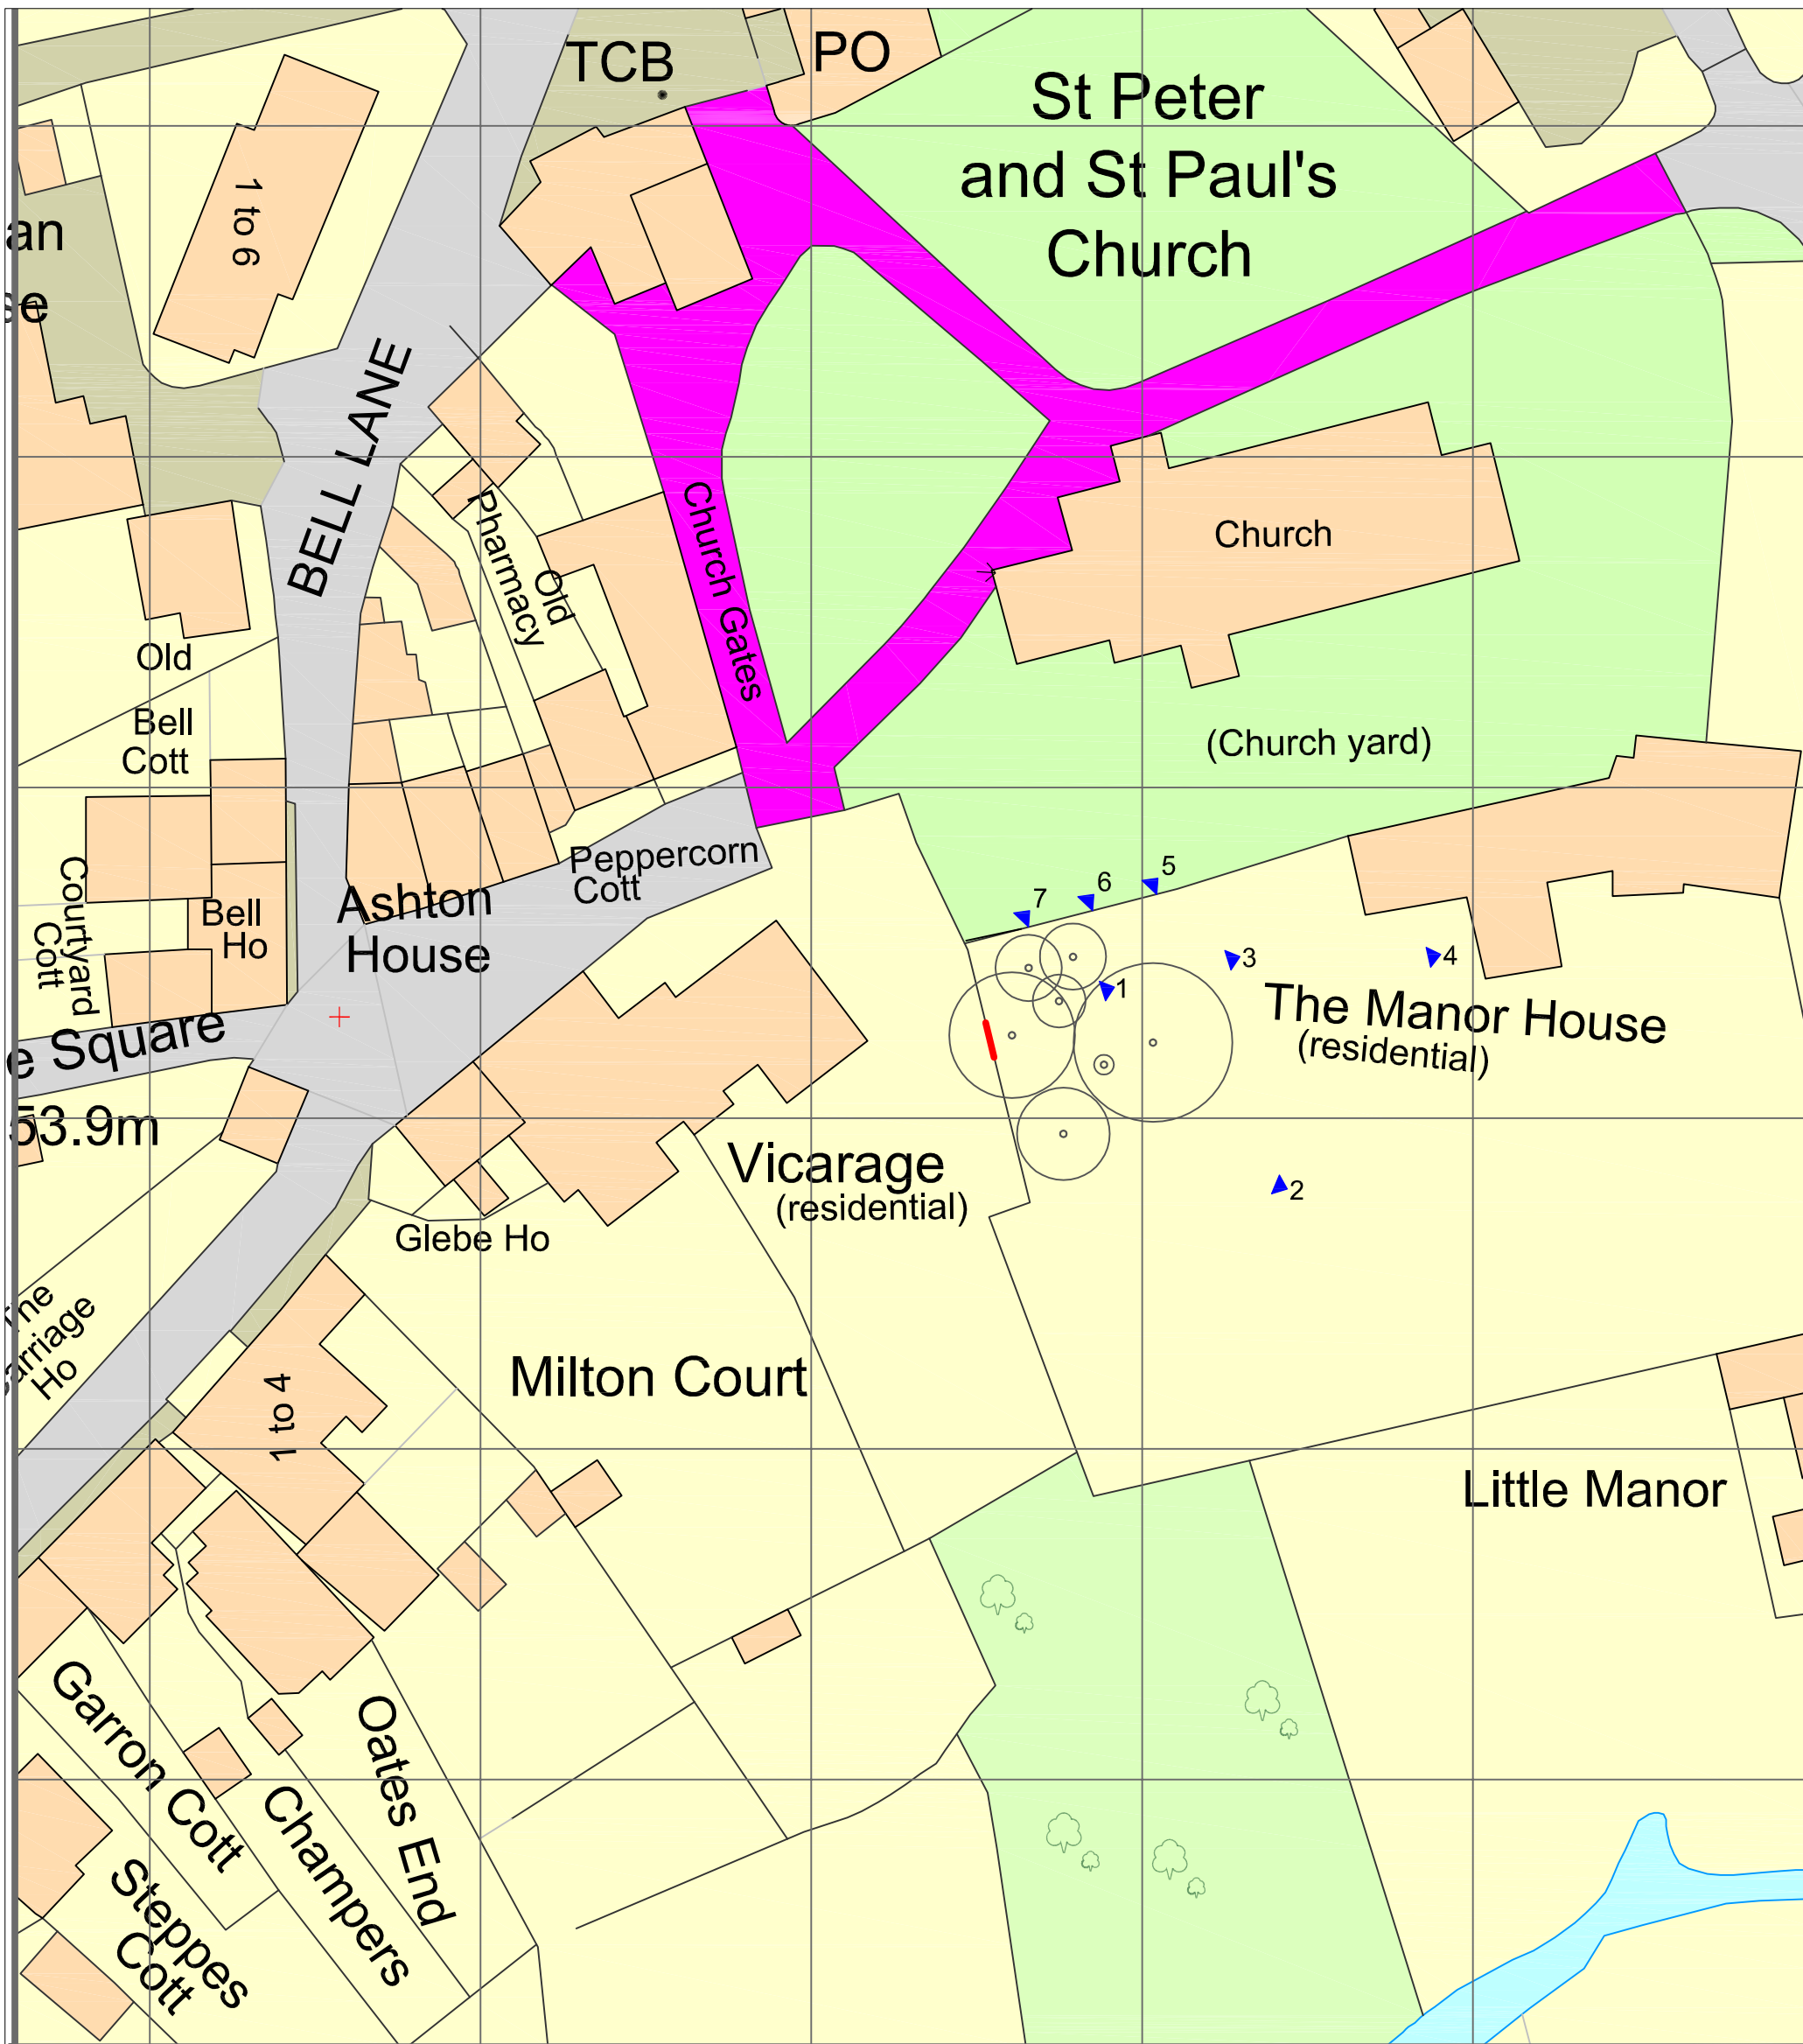 TCB
PO
St Peter
and St Paul's
Church
1 to 6
an
se
BELL LANE
Pharmacy
Old
Church Gates
Church
Old
Bell
Cott
(Church yard)
Peppercorn
Cott
Courtyard
Cott
Bell
Ho
Ashton
House
7
6
5
3
4
1
The Manor House
(residential)
e Square
53.9m
Vicarage
(residential)
2
Glebe Ho
Ho
1 to 4
Milton Court
Little Manor
Garron Cott
Oates End
Champers
Steppes
Cott